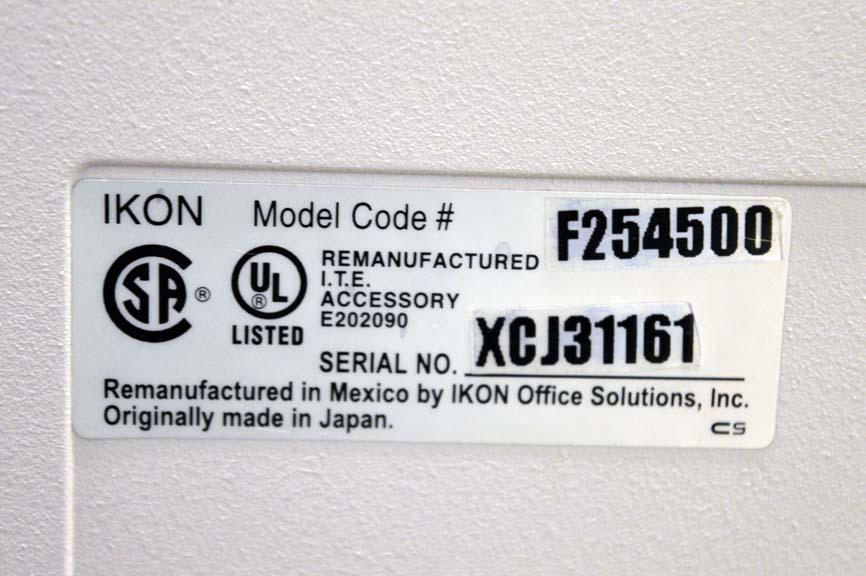 IKON Model Code # F254500
SA ® UL ® LISTED
REMANUFACTURED
I.T.E.
ACCESSORY
E202090
SERIAL NO. XCJ31161
Remanufactured in Mexico by IKON Office Solutions, Inc.
Originally made in Japan.
CS